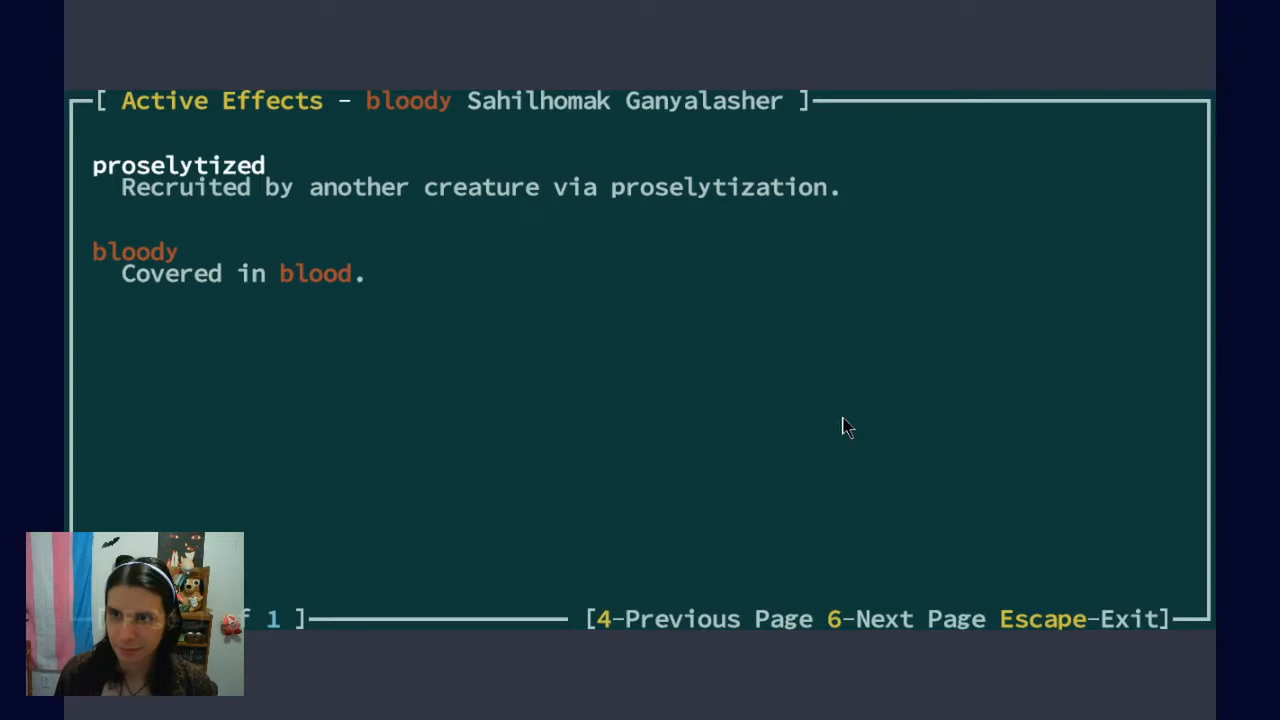 [ Active Effects - bloody Sahilhomak Ganyalasher ]
proselytized
Recruited by another creature via proselytization.
bloody
Covered in blood.
f 1 ] [4-Previous Page 6-Next Page Escape-Exit]